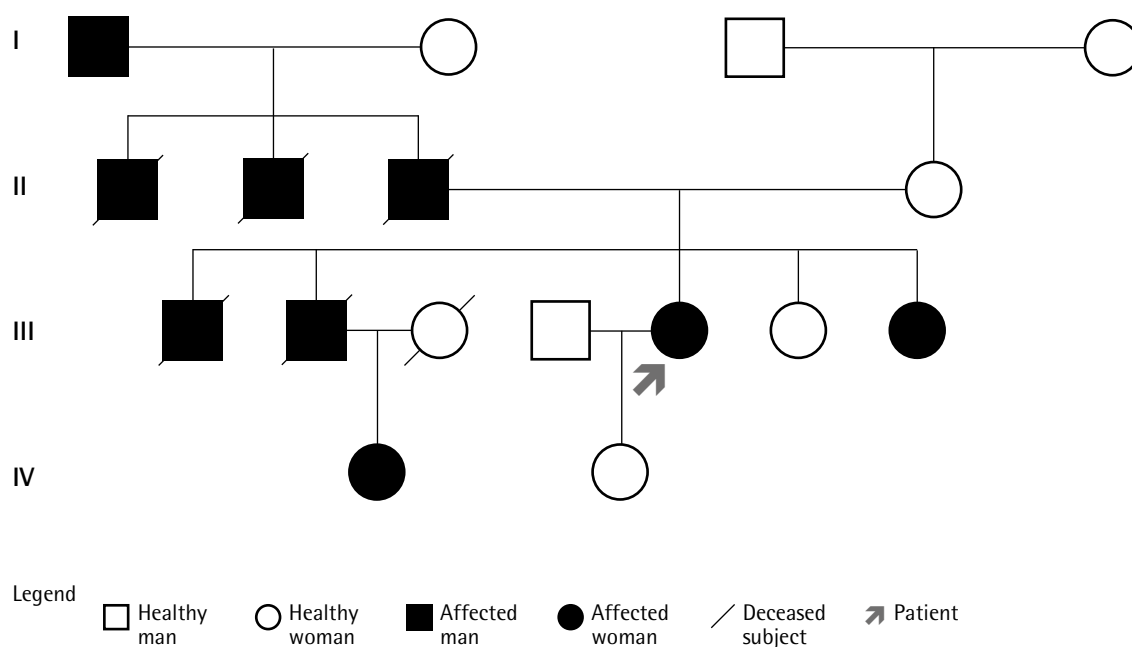 I
II
III
IV
Legend
Healthy
man
Healthy
woman
Affected
man
Affected
woman
Deceased
subject
Patient